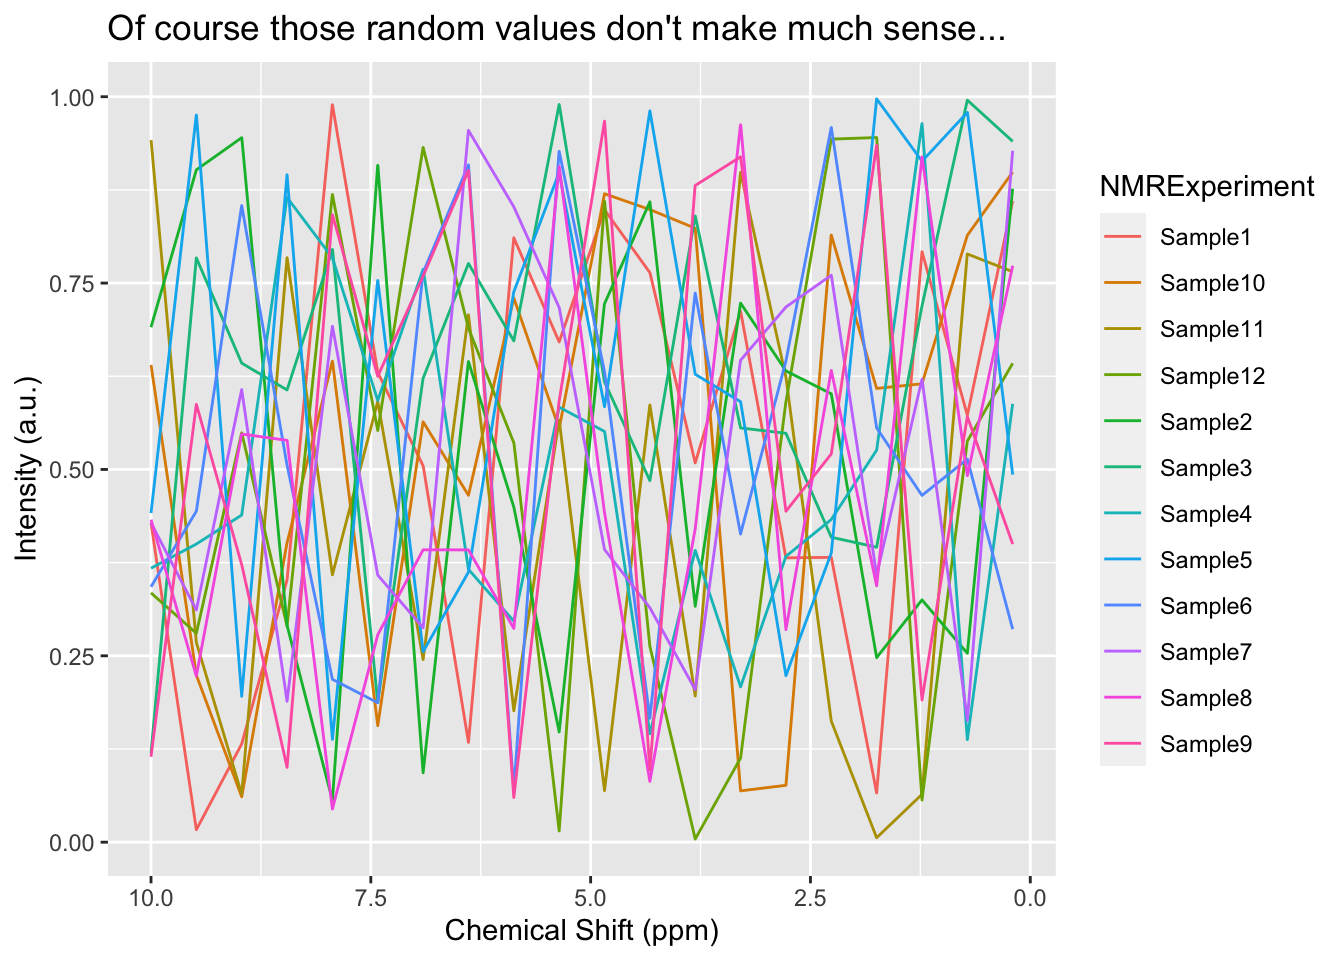 Of course those random values don't make much sense...
1.00
0.75
0.50
0.25
0.00
Intensity (a.u.)
10.0 7.5 5.0 2.5 0.0
Chemical Shift (ppm)
NMRExperiment
Sample1
Sample10
Sample11
Sample12
Sample2
Sample3
Sample4
Sample5
Sample6
Sample7
Sample8
Sample9